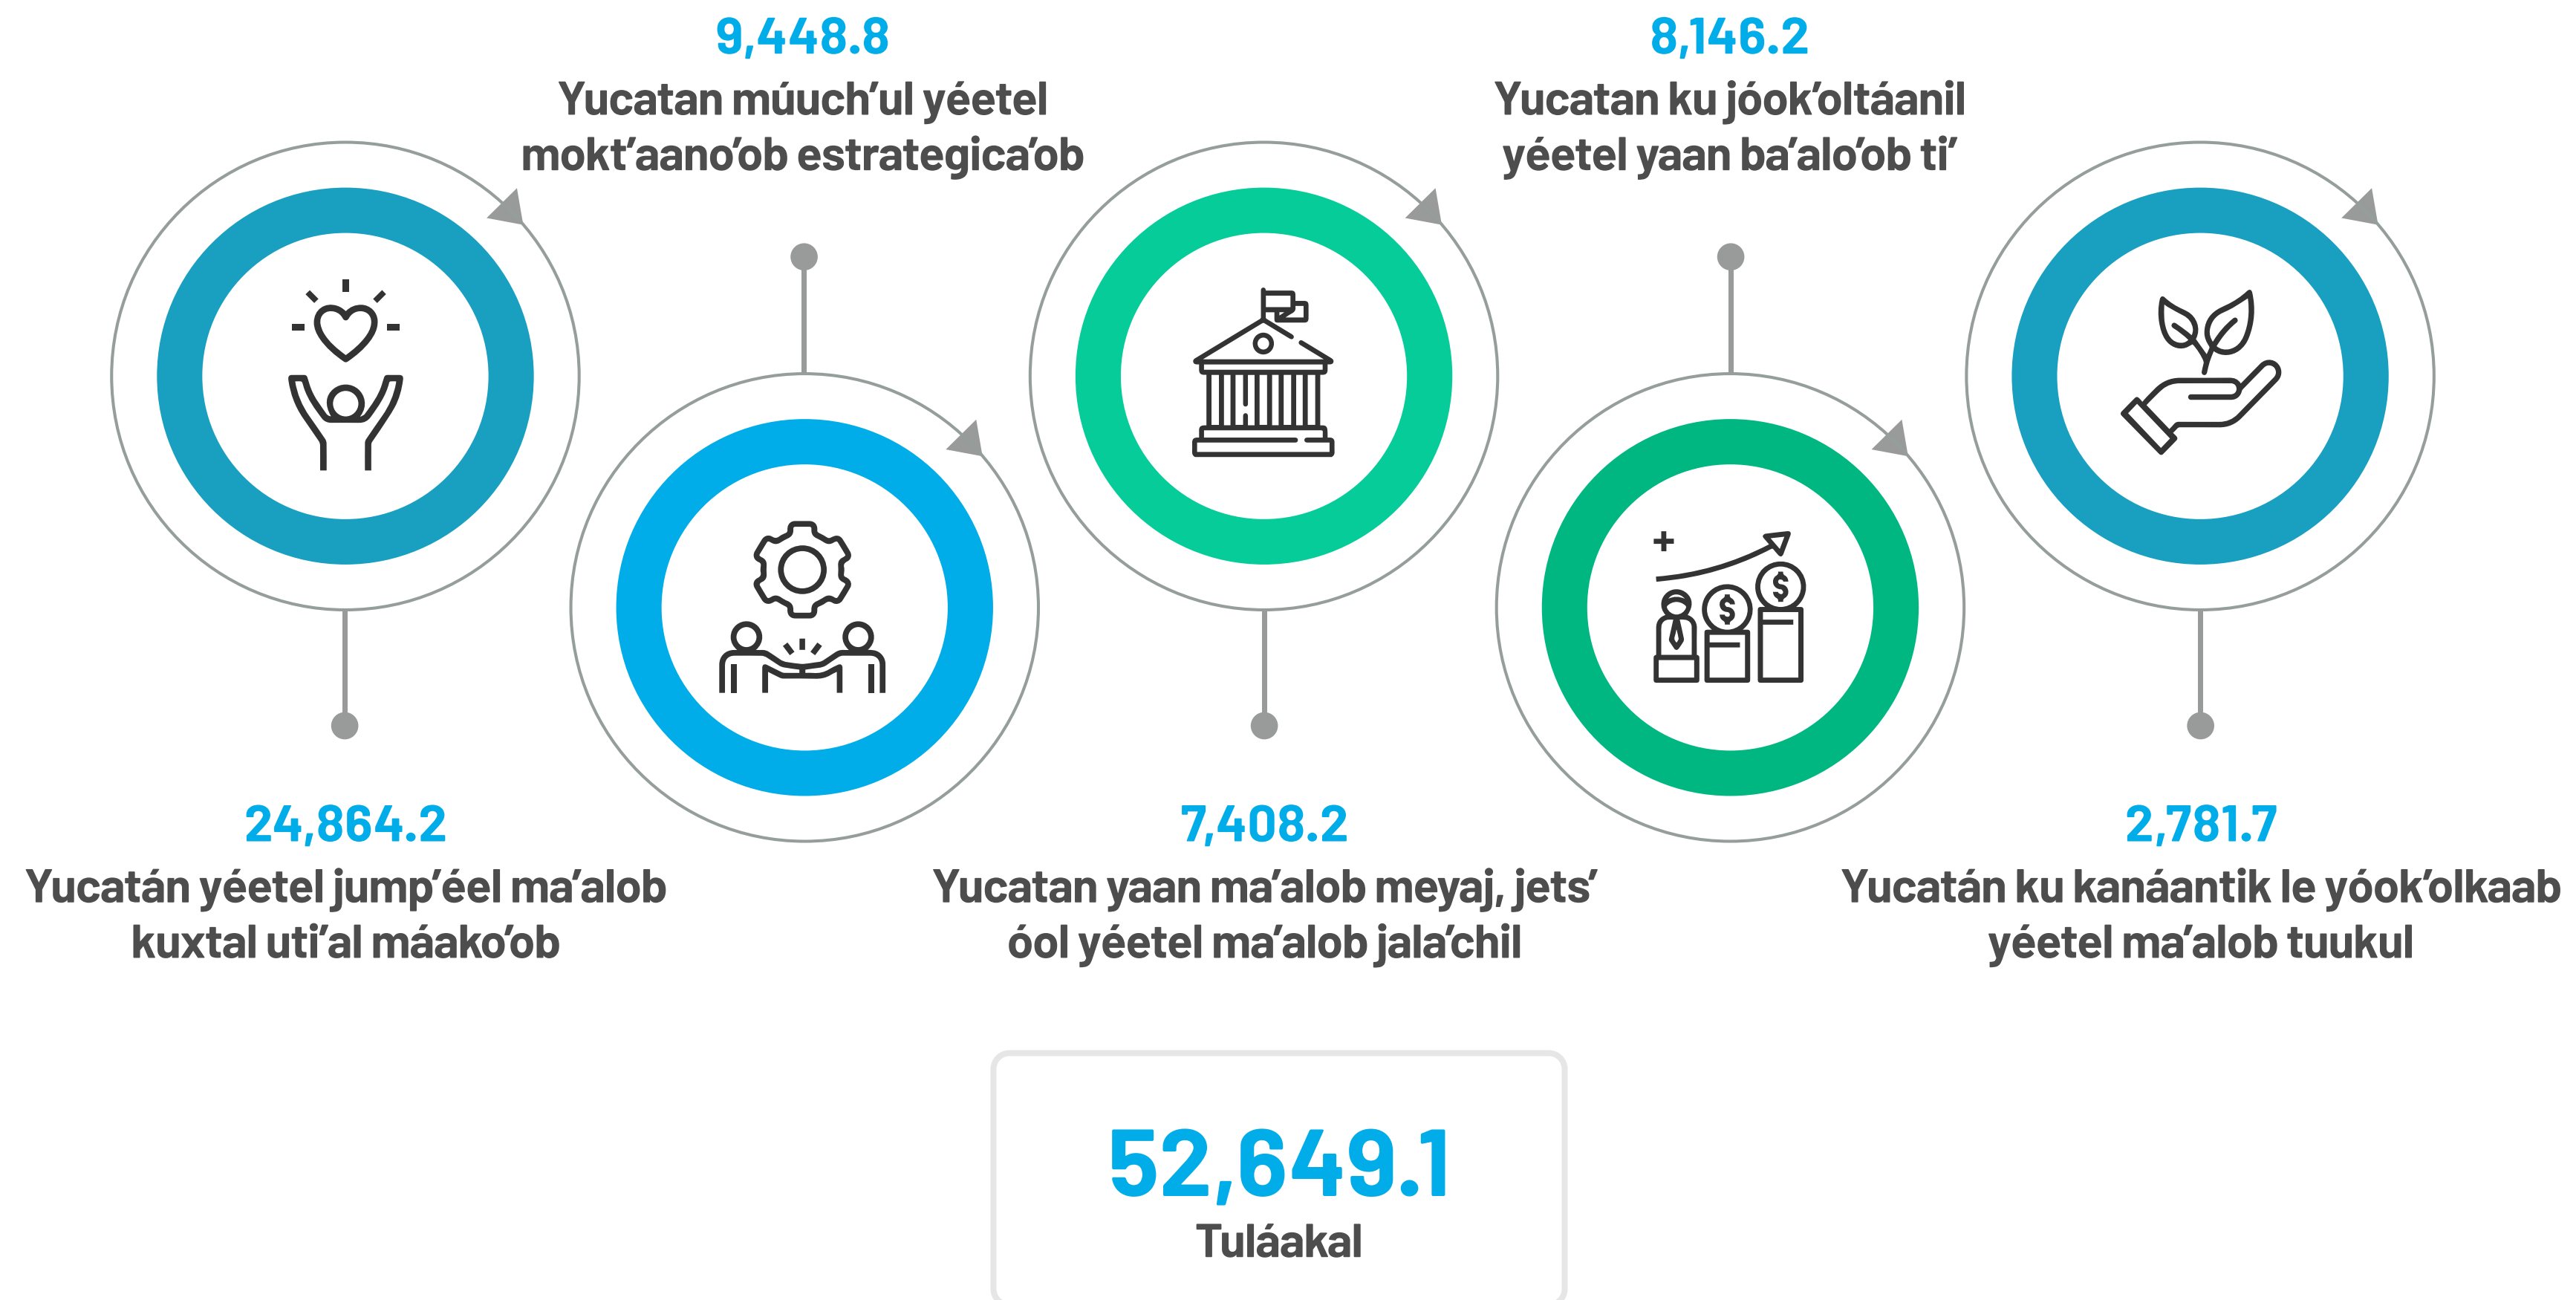 9,448.8
Yucatan múuch’ul yéetel
mokt’aano’ob estrategica’ob
8,146.2
Yucatan ku jóok’oltáanil
yéetel yaan ba’alo’ob ti’
24,864.2
Yucatán yéetel jump’éel ma’alob
kuxtal uti’al máako’ob
7,408.2
Yucatan yaan ma’alob meyaj, jets’
óol yéetel ma’alob jala’chil
2,781.7
Yucatán ku kanáantik le yóok’olkaab
yéetel ma’alob tuukul
52,649.1
Tuláakal